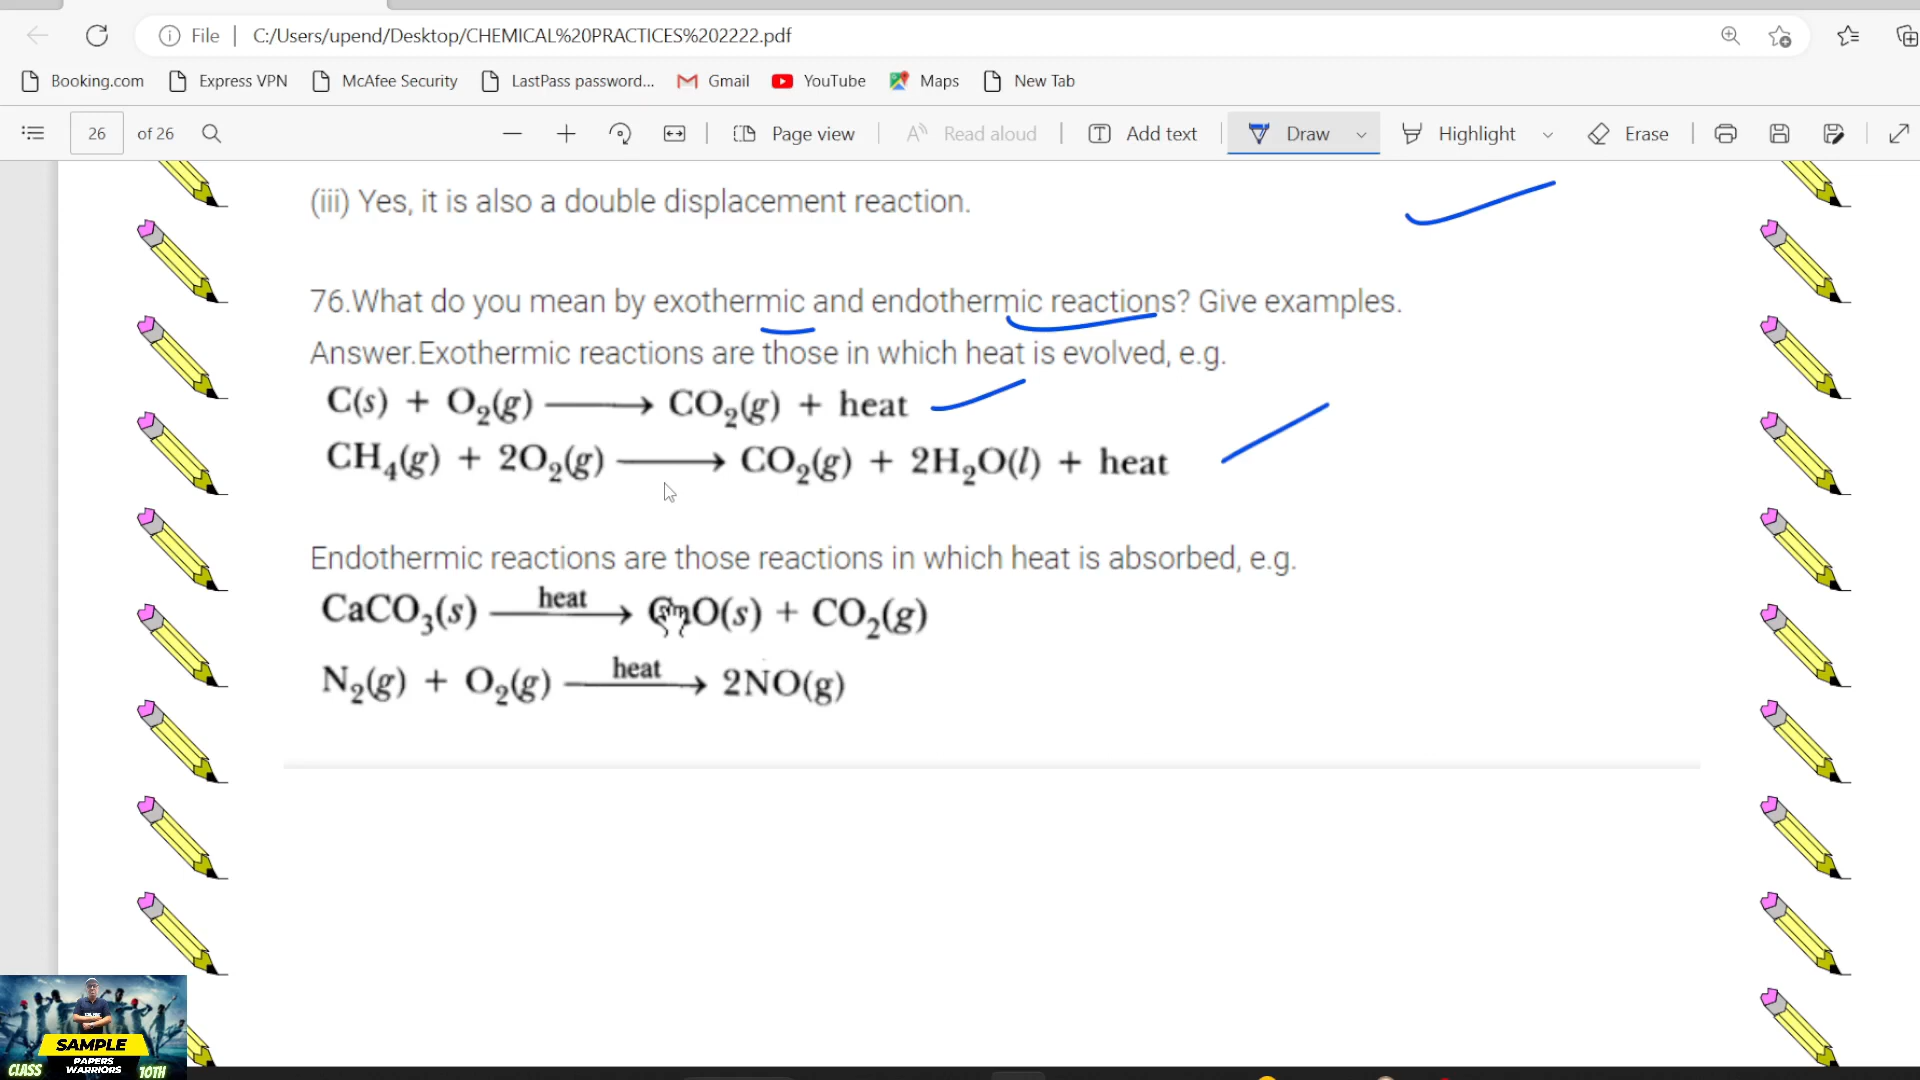 File | C:/Users/upend/Desktop/CHEMICAL%20PRACTICES%202222.pdf
Booking.com Express VPN McAfee Security LastPass password... Gmail YouTube Maps New Tab
26 of 26 Page view Read aloud Add text Draw Highlight Erase
(iii) Yes, it is also a double displacement reaction.
76.What do you mean by exothermic and endothermic reactions? Give examples.
Answer.Exothermic reactions are those in which heat is evolved, e.g.
C(s) + O₂(g) ⟶ CO₂(g) + heat
CH₄(g) + 2O₂(g) ⟶ CO₂(g) + 2H₂O(l) + heat
Endothermic reactions are those reactions in which heat is absorbed, e.g.
heat
CaCO₃(s) ⟶ CaO(s) + CO₂(g)
heat
N₂(g) + O₂(g) ⟶ 2NO(g)
SAMPLE
PAPERS
WARRIORS
CLASS 10TH